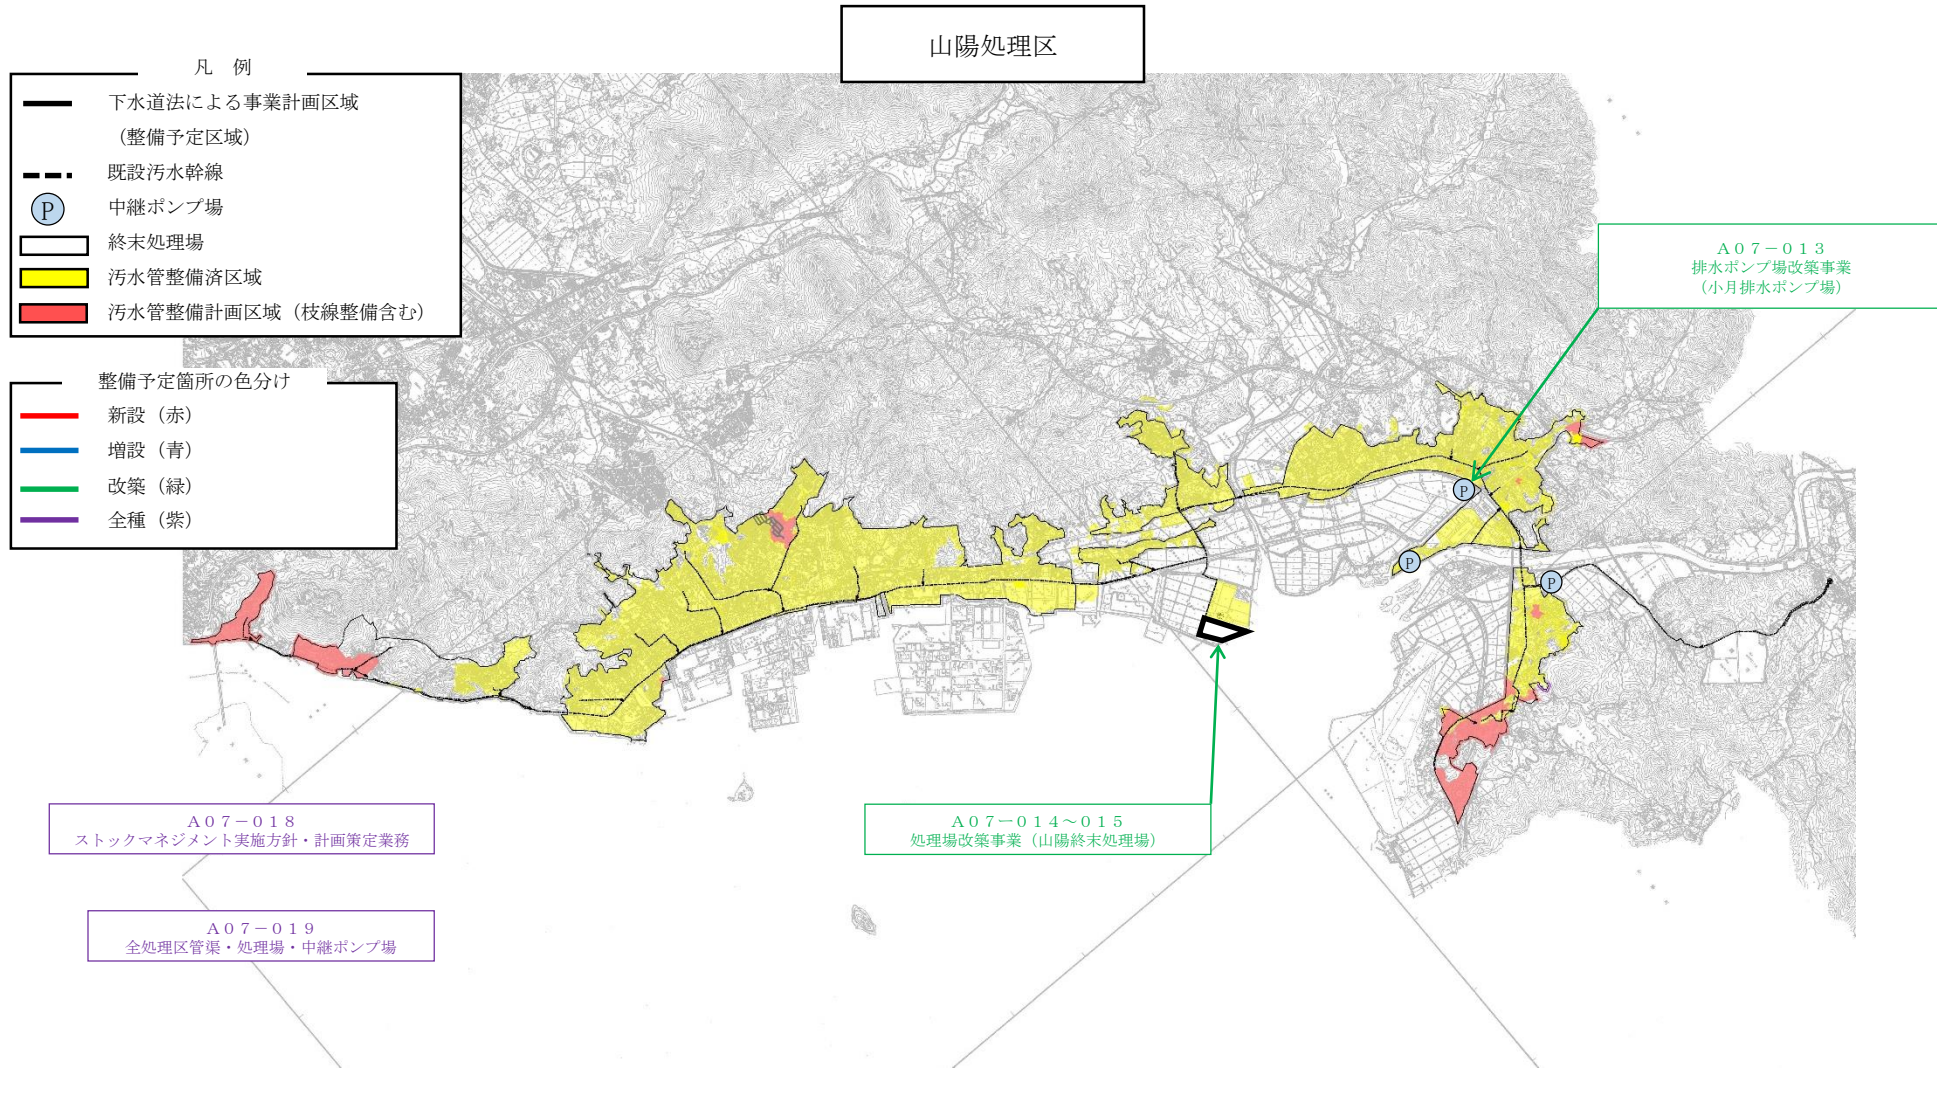 山陽処理区
凡 例
下水道法による事業計画区域
（整備予定区域）
既設汚水幹線
P
中継ポンプ場
終末処理場
汚水管整備済区域
汚水管整備計画区域（枝線整備含む）
整備予定箇所の色分け
新設（赤）
増設（青）
改築（緑）
全種（紫）
Ａ０７－０１３
排水ポンプ場改築事業
（小月排水ポンプ場）
P
P
P
Ａ０７－０１８
ストックマネジメント実施方針・計画策定業務
Ａ０７－０１４～０１５
処理場改築事業（山陽終末処理場）
Ａ０７－０１９
全処理区管渠・処理場・中継ポンプ場